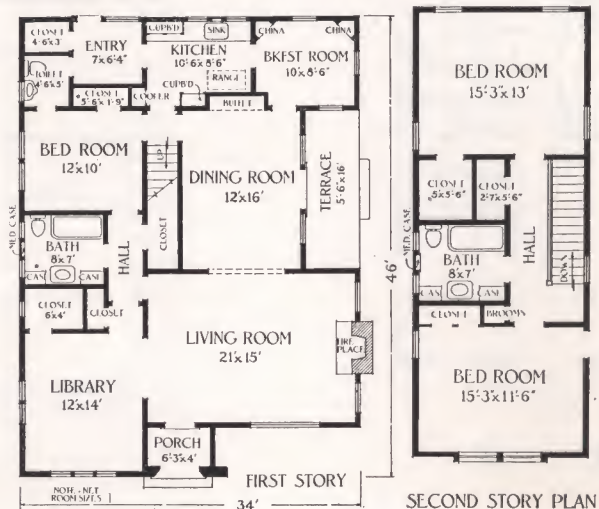 CLOSET
4'-6"x3'
ENTRY
7'x6'-4"
CUPB'D
SINK
KITCHEN
10'-6"x8'-6"
CHINA
CHINA
BKFST ROOM
10'x8'-6"
TOILET
4'-6"x5'
CLOSET
5'-6"x1'-9"
COOLER
CUPB'D
RANGE
BUFFET
BED ROOM
12'x10'
UP
DINING ROOM
12'x16'
TERRACE
5'-6"x16'
CLOSET
MED. CASE
BATH
8'x7'
CAS
CASE
HALL
CLOSET
6'x4'
CLOSET
LIVING ROOM
21'x15'
FIRE
PLACE
LIBRARY
12'x14'
PORCH
6'-3"x4'
46'
FIRST STORY
NOTE - NET
ROOM SIZES
34'
BED ROOM
15'-3"x13'
CLOSET
5'x5'-6"
CLOSET
2'-7"x5'-6"
MED. CASE
BATH
8'x7'
CAS
CASE
HALL
DOWN
CLOSET
BROOMS
BED ROOM
15'-3"x11'-6"
SECOND STORY PLAN